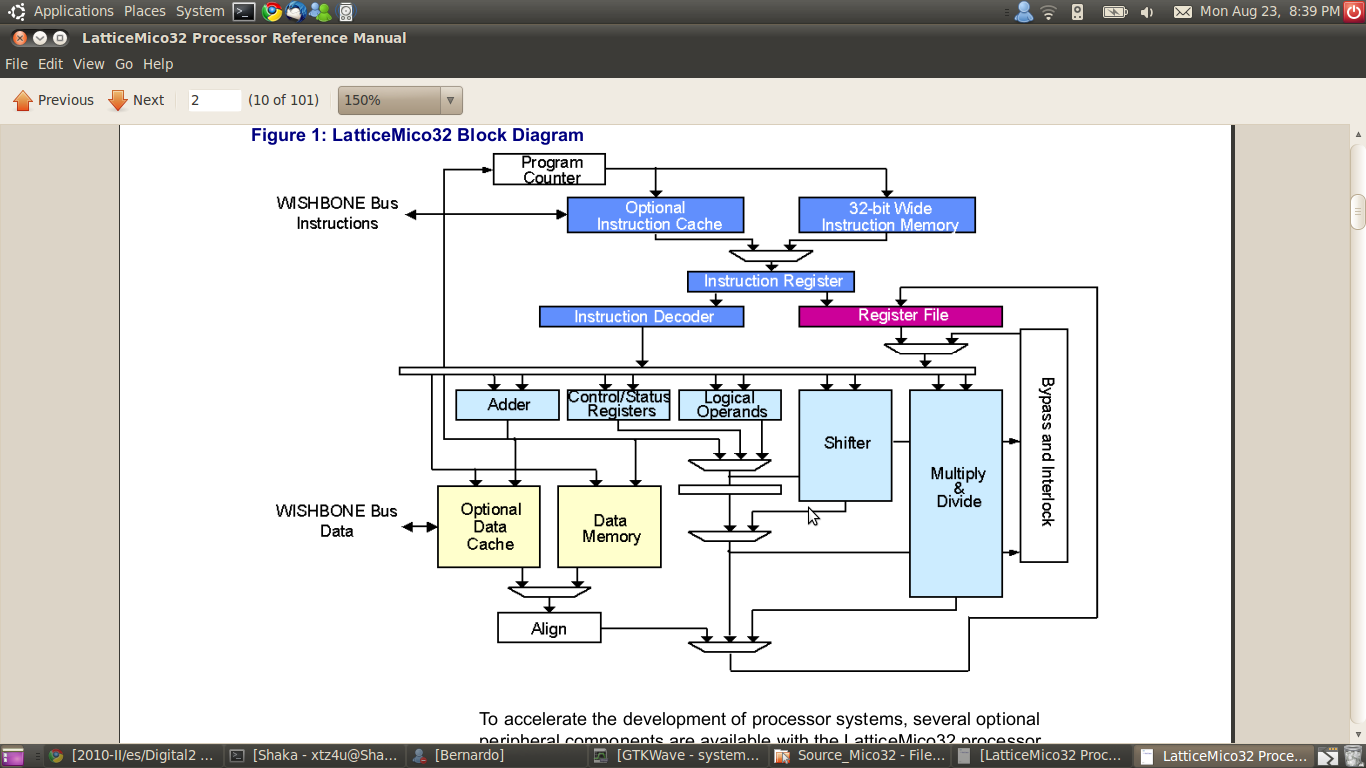 Applications Places System
Mon Aug 23, 8:39 PM
LatticeMico32 Processor Reference Manual
File Edit View Go Help
Previous Next 2 (10 of 101) 150%
Figure 1: LatticeMico32 Block Diagram
Program
Counter
WISHBONE Bus
Instructions
Optional
Instruction Cache
32-bit Wide
Instruction Memory
Instruction Register
Instruction Decoder
Register File
Adder
Control/Status
Registers
Logical
Operands
Shifter
Multiply
&
Divide
Bypass and Interlock
WISHBONE Bus
Data
Optional
Data
Cache
Data
Memory
Align
To accelerate the development of processor systems, several optional
peripheral components are available with the LatticeMico32 processor
[2010-II/es/Digital2 ...
[Shaka - xtz4u@Sha...
[Bernardo]
[GTKWave - system...
Source_Mico32 - File...
[LatticeMico32 Proc...
LatticeMico32 Proce...